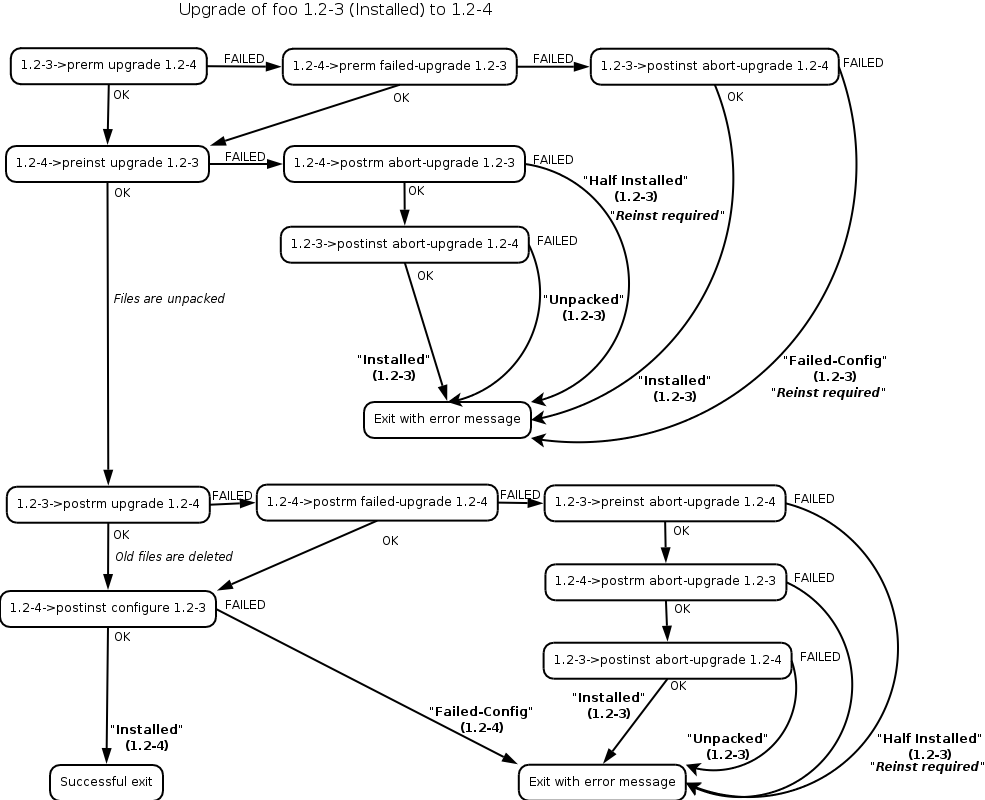 Upgrade of foo 1.2-3 (Installed) to 1.2-4
1.2-3->prerm upgrade 1.2-4
FAILED
1.2-4->prerm failed-upgrade 1.2-3
FAILED
1.2-3->postinst abort-upgrade 1.2-4
FAILED
OK
OK
OK
1.2-4->preinst upgrade 1.2-3
FAILED
1.2-4->postrm abort-upgrade 1.2-3
FAILED
OK
OK
"Half Installed"
(1.2-3)
"Reinst required"
1.2-3->postinst abort-upgrade 1.2-4
FAILED
OK
Files are unpacked
"Unpacked"
(1.2-3)
"Installed"
(1.2-3)
"Installed"
(1.2-3)
"Failed-Config"
(1.2-3)
"Reinst required"
Exit with error message
1.2-3->postrm upgrade 1.2-4
FAILED
1.2-4->postrm failed-upgrade 1.2-4
FAILED
1.2-3->preinst abort-upgrade 1.2-4
FAILED
OK
OK
OK
Old files are deleted
1.2-4->postrm abort-upgrade 1.2-3
FAILED
OK
1.2-4->postinst configure 1.2-3
FAILED
OK
1.2-3->postinst abort-upgrade 1.2-4
FAILED
OK
"Installed"
(1.2-3)
"Failed-Config"
(1.2-4)
"Installed"
(1.2-4)
"Unpacked"
(1.2-3)
"Half Installed"
(1.2-3)
"Reinst required"
Successful exit
Exit with error message